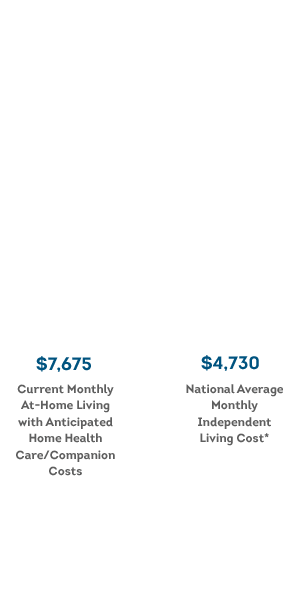 $7,675
Current Monthly
At-Home Living
with Anticipated
Home Health
Care/Companion
Costs
$4,730
National Average
Monthly
Independent
Living Cost*